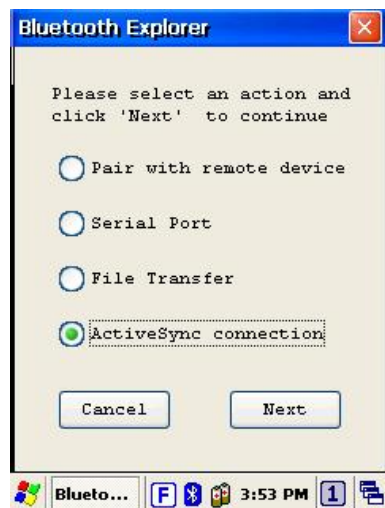 Bluetooth Explorer
Please select an action and
click 'Next' to continue
Pair with remote device
Serial Port
File Transfer
ActiveSync connection
Cancel
Next
Blueto...
F
3:53 PM
1